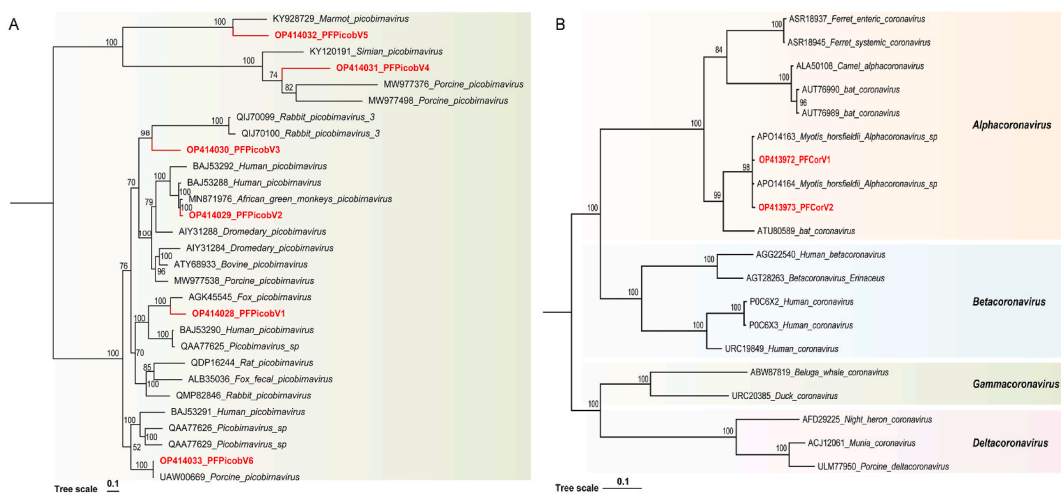 A
KY928729_Marmot_picobirnavirus
100
OP414032_PFPicobV5
100
KY120191_Simian_picobirnavirus
100
OP414031_PFPicobV4
74
MW977376_Porcine_picobirnavirus
82
MW977498_Porcine_picobirnavirus
QIJ70099_Rabbit_picobirnavirus_3
100
QIJ70100_Rabbit_picobirnavirus_3
98
OP414030_PFPicobV3
BAJ53292_Human_picobirnavirus
100
70
BAJ53288_Human_picobirnavirus
100
MN871976_African_green_monkeys_picobirnavirus
100
OP414029_PFPicobV2
100
AIY31288_Dromedary_picobirnavirus
AIY31284_Dromedary_picobirnavirus
100
ATY68933_Bovine_picobirnavirus
76
96
MW977538_Porcine_picobirnavirus
AGK45545_Fox_picobirnavirus
100
100
OP414028_PFPicobV1
BAJ53290_Human_picobirnavirus
100
QAA77625_Picobirnavirus_sp
100
70
QDP16244_Rat_picobirnavirus
85
ALB35036_Fox_fecal_picobirnavirus
100
QMP82846_Rabbit_picobirnavirus
BAJ53291_Human_picobirnavirus
100
QAA77626_Picobirnavirus_sp
100
QAA77629_Picobirnavirus_sp
52
OP414033_PFPicobV6
100
UAW00669_Porcine_picobirnavirus
Tree scale 0.1
B
ASR18937_Ferret_enteric_coronavirus
100
ASR18945_Ferret_systemic_coronavirus
84
ALA50108_Camel_alphacoronavirus
100
AUT76990_bat_coronavirus
96
AUT76989_bat_coronavirus
100
Alphacoronavirus
APO14163_Myotis_horsfieldii_Alphacoronavirus_sp
OP413972_PFCorV1
98
APO14164_Myotis_horsfieldii_Alphacoronavirus_sp
99
OP413973_PFCorV2
ATU80589_bat_coronavirus
100
AGG22540_Human_betacoronavirus
100
AGT28263_Betacoronavirus_Erinaceus
100
Betacoronavirus
P0C6X2_Human_coronavirus
100
P0C6X3_Human_coronavirus
100
URC19849_Human_coronavirus
ABW87819_Beluga_whale_coronavirus
100
Gammacoronavirus
URC20385_Duck_coronavirus
100
AFD29225_Night_heron_coronavirus
100
Deltacoronavirus
ACJ12061_Munia_coronavirus
100
ULM77950_Porcine_deltacoronavirus
Tree scale 0.1